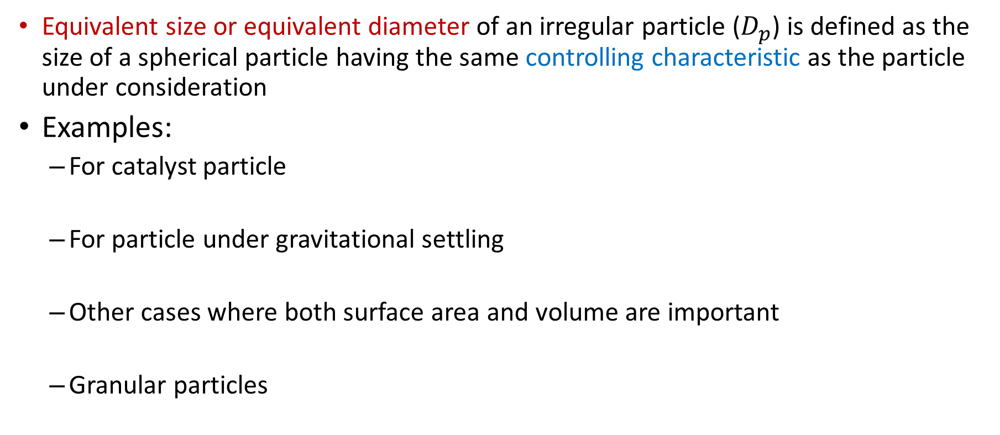 • Equivalent size or equivalent diameter of an irregular particle (𝐷ₚ) is defined as the
size of a spherical particle having the same controlling characteristic as the particle
under consideration
• Examples:
– For catalyst particle
– For particle under gravitational settling
– Other cases where both surface area and volume are important
– Granular particles